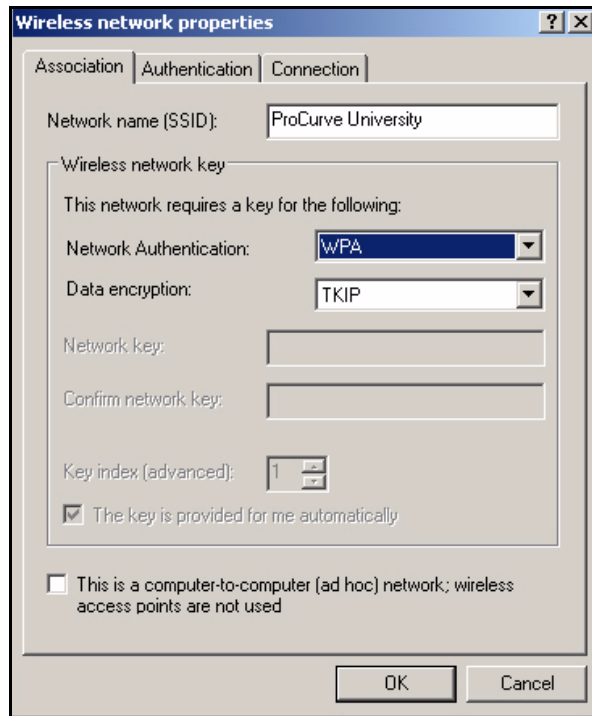 Wireless network properties
Association Authentication Connection
Network name (SSID): ProCurve University
Wireless network key
This network requires a key for the following:
Network Authentication: WPA
Data encryption: TKIP
Network key:
Confirm network key:
Key index (advanced): 1
The key is provided for me automatically
This is a computer-to-computer (ad hoc) network; wireless
access points are not used
OK Cancel